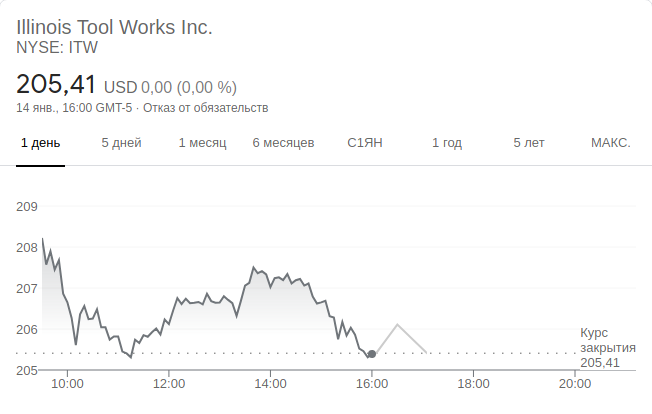 Illinois Tool Works Inc.
NYSE: ITW
205,41 USD 0,00 (0,00 %)
14 янв., 16:00 GMT-5 · Отказ от обязательств
1 день 5 дней 1 месяц 6 месяцев С1ЯН 1 год 5 лет МАКС.
209
208
207
206
205
Курс
закрытия
205,41
10:00 12:00 14:00 16:00 18:00 20:00